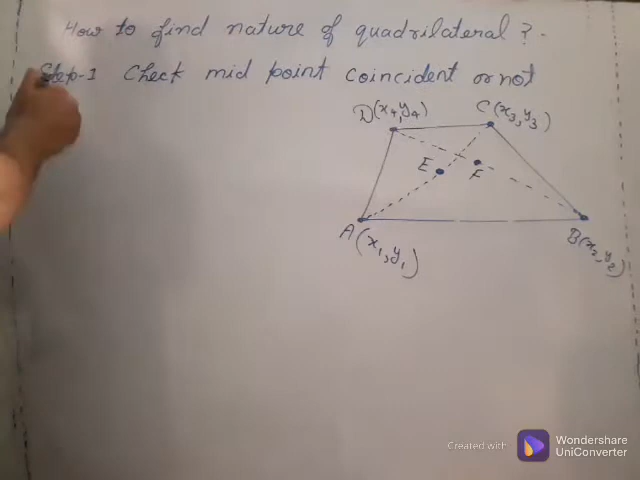 How to find nature of quadrilateral ?.
Step-1 Check mid point coincident or not
D(x4,y4)
C(x3,y3)
E
F
A(x1,y1)
B(x2,y2)
Created with
Wondershare
UniConverter